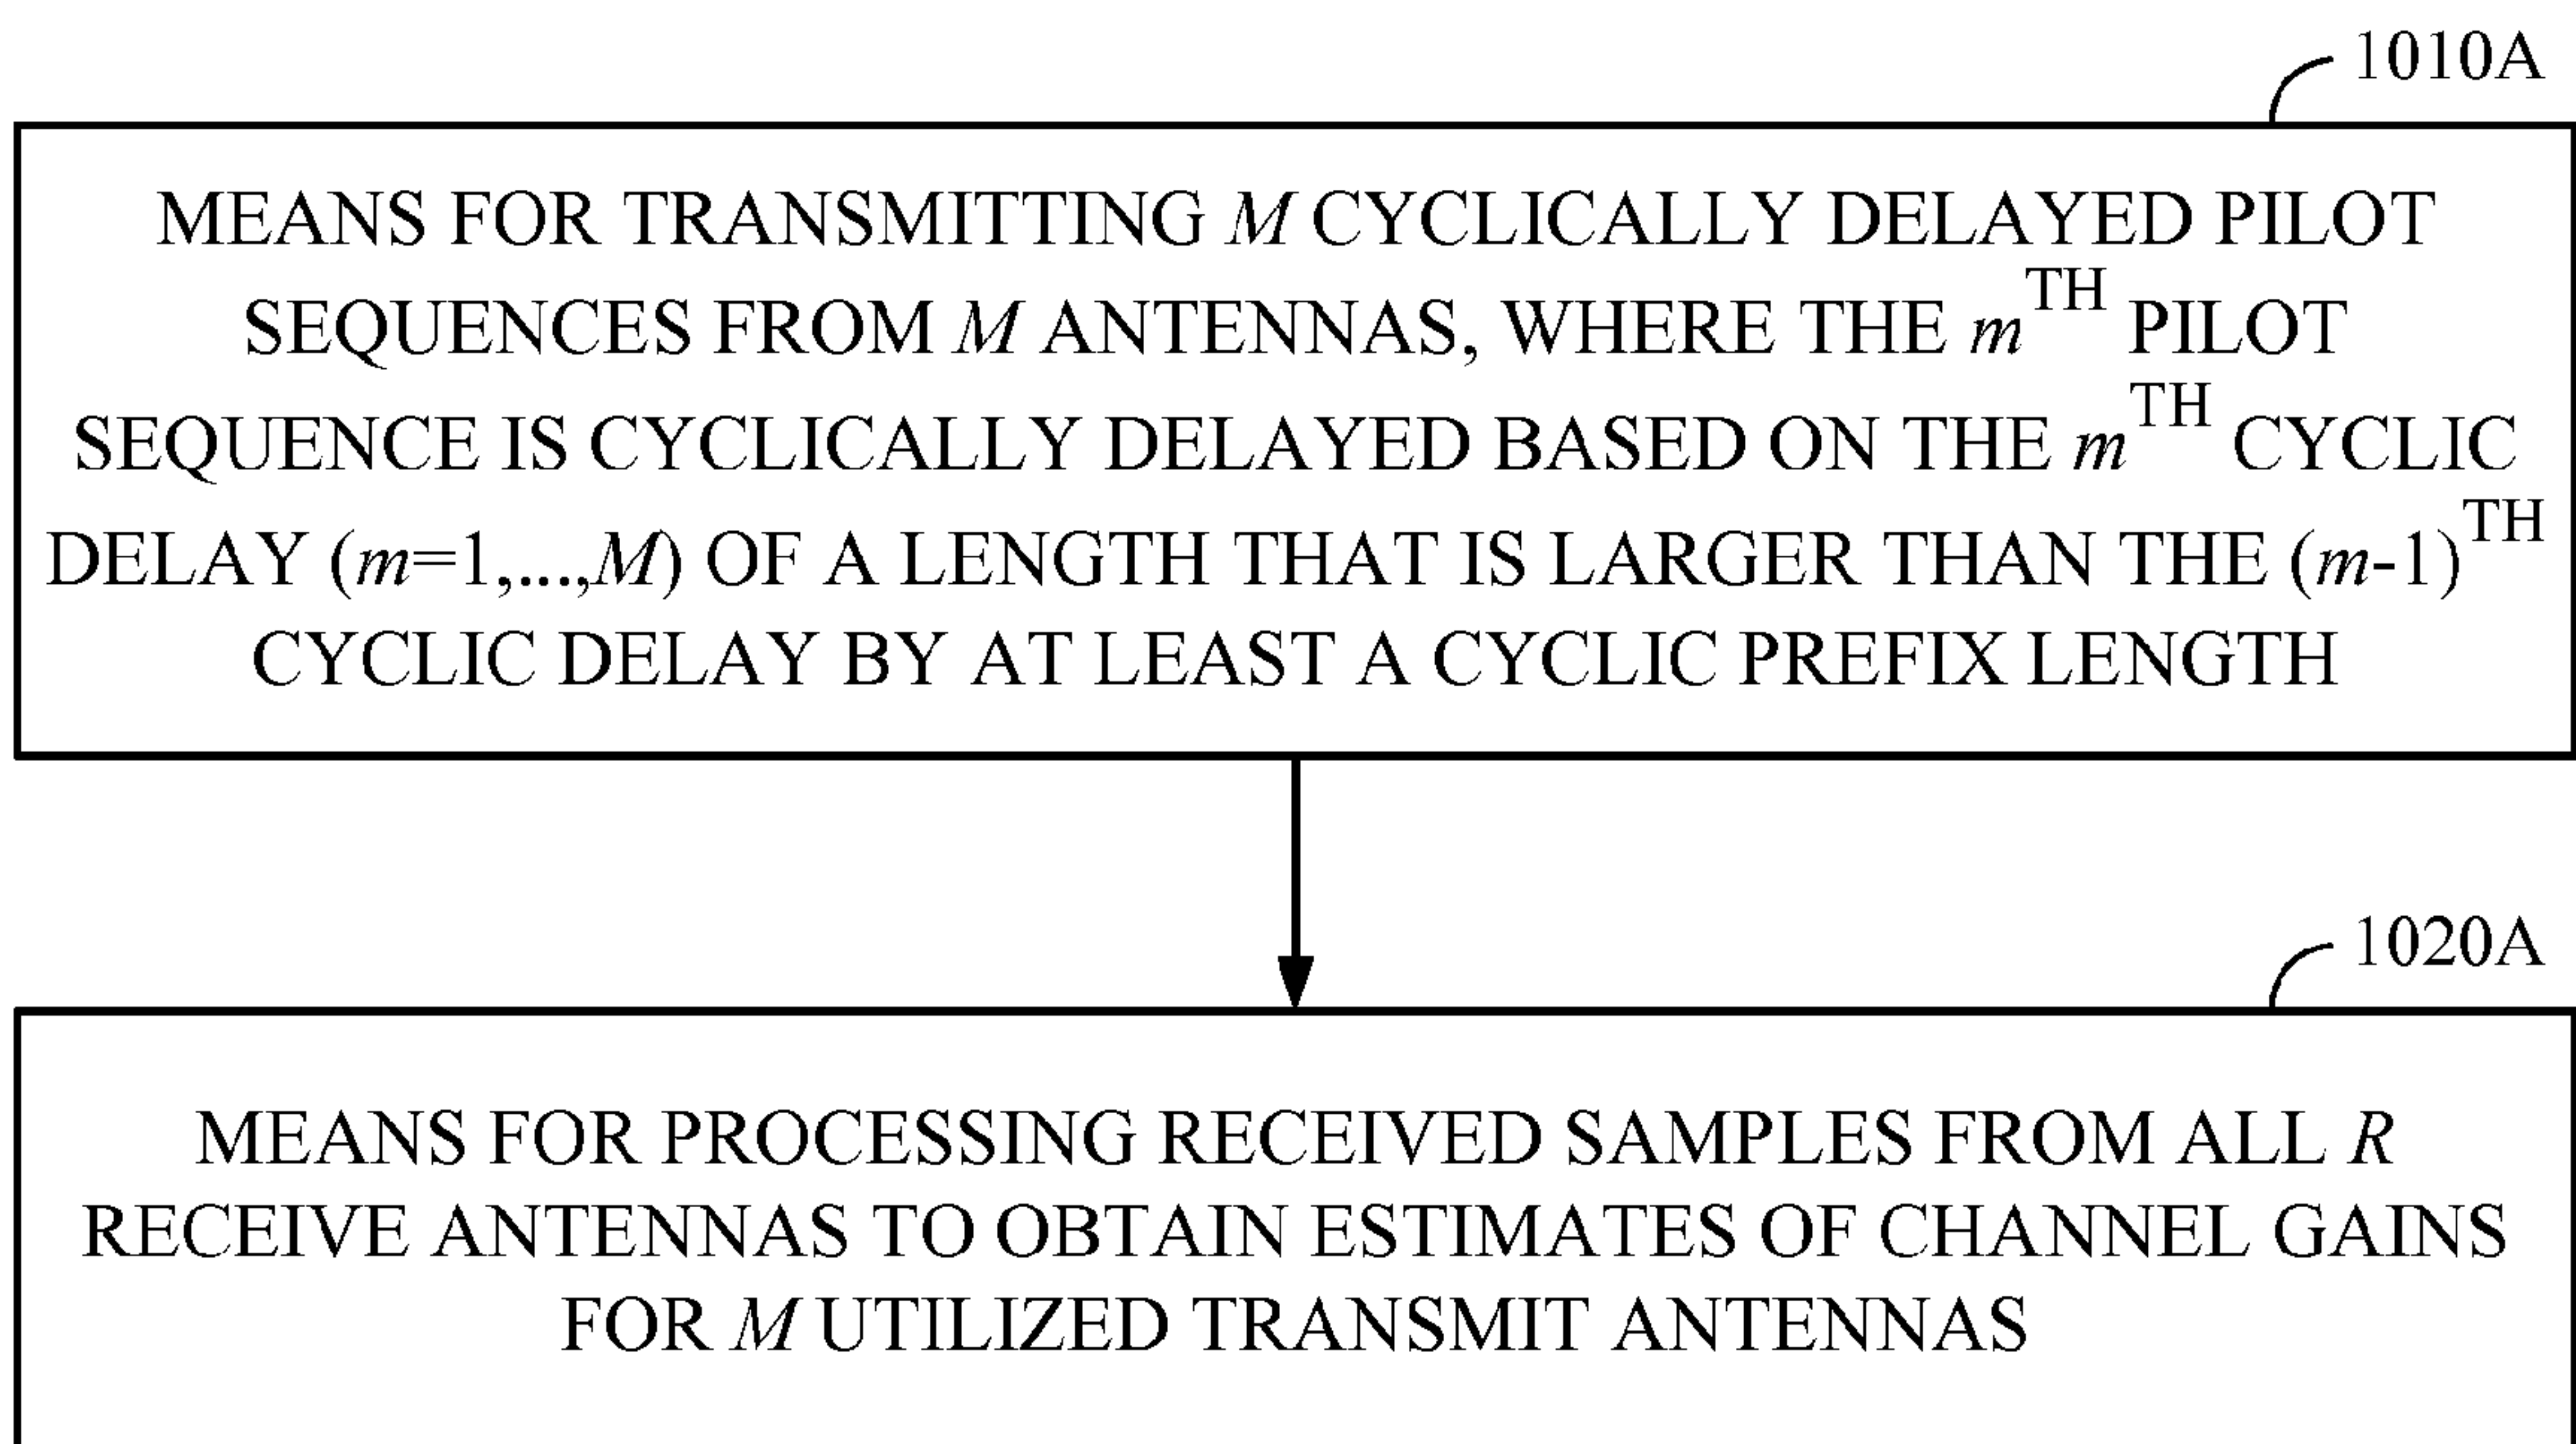 1010A
MEANS FOR TRANSMITTING M CYCLICALLY DELAYED PILOT
SEQUENCES FROM M ANTENNAS, WHERE THE m^TH PILOT
SEQUENCE IS CYCLICALLY DELAYED BASED ON THE m^TH CYCLIC
DELAY (m=1,...,M) OF A LENGTH THAT IS LARGER THAN THE (m-1)^TH
CYCLIC DELAY BY AT LEAST A CYCLIC PREFIX LENGTH
1020A
MEANS FOR PROCESSING RECEIVED SAMPLES FROM ALL R
RECEIVE ANTENNAS TO OBTAIN ESTIMATES OF CHANNEL GAINS
FOR M UTILIZED TRANSMIT ANTENNAS